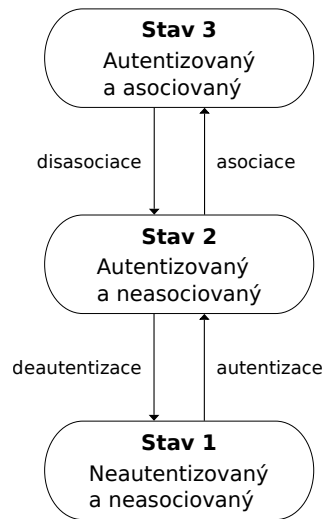 Stav 3
Autentizovaný
a asociovaný
disasociace
asociace
Stav 2
Autentizovaný
a neasociovaný
deautentizace
autentizace
Stav 1
Neautentizovaný
a neasociovaný